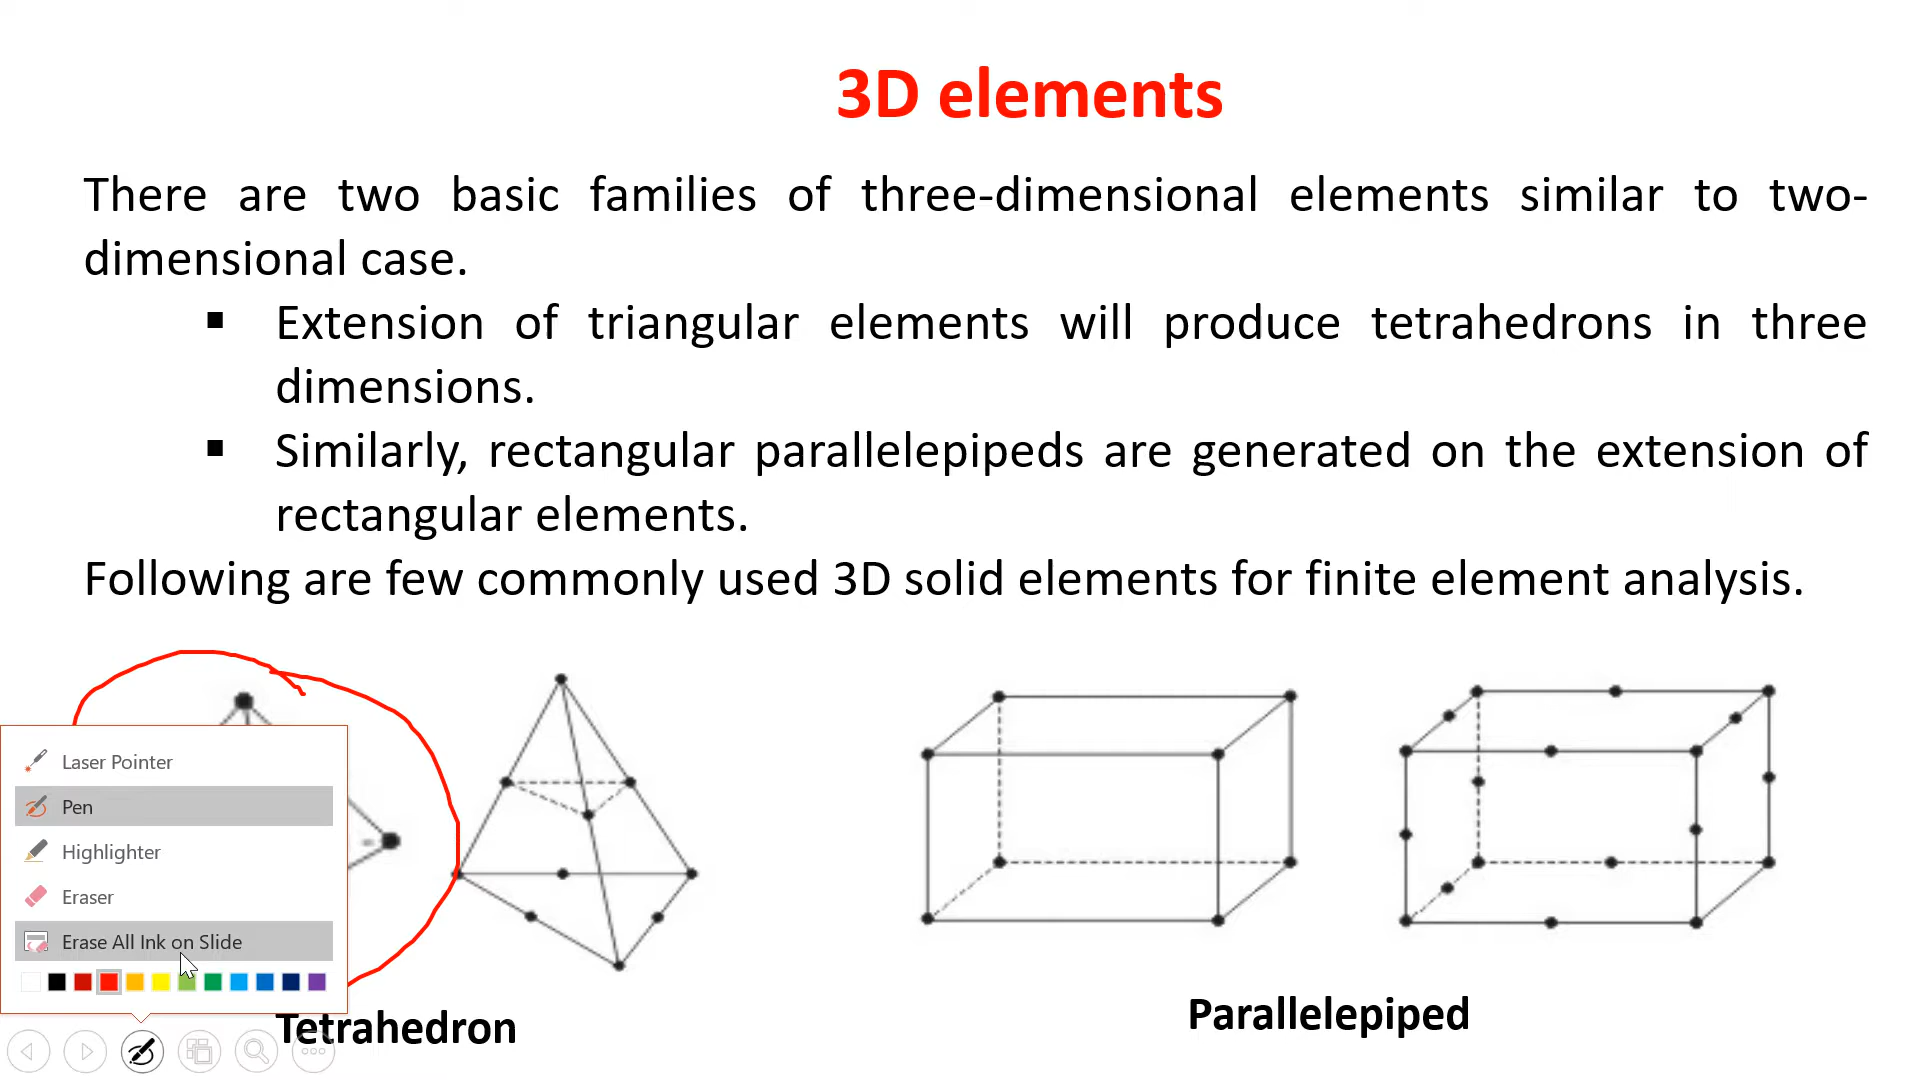 3D elements
There are two basic families of three-dimensional elements similar to two-
dimensional case.
▪ Extension of triangular elements will produce tetrahedrons in three
dimensions.
▪ Similarly, rectangular parallelepipeds are generated on the extension of
rectangular elements.
Following are few commonly used 3D solid elements for finite element analysis.
Laser Pointer
Pen
Highlighter
Eraser
Erase All Ink on Slide
Tetrahedron
Parallelepiped